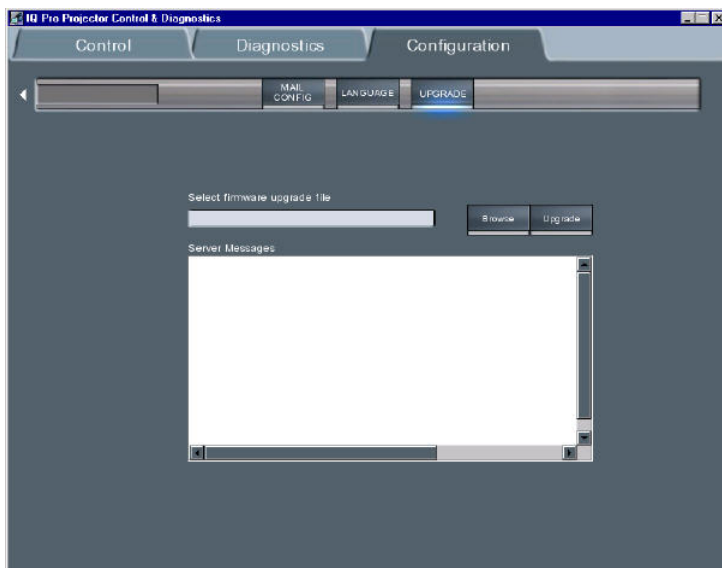 IQ Pro Projector Control & Diagnostics
Control Diagnostics Configuration
MAIL
CONFIG
LANGUAGE
UPGRADE
Select firmware upgrade file
Browse Upgrade
Server Messages